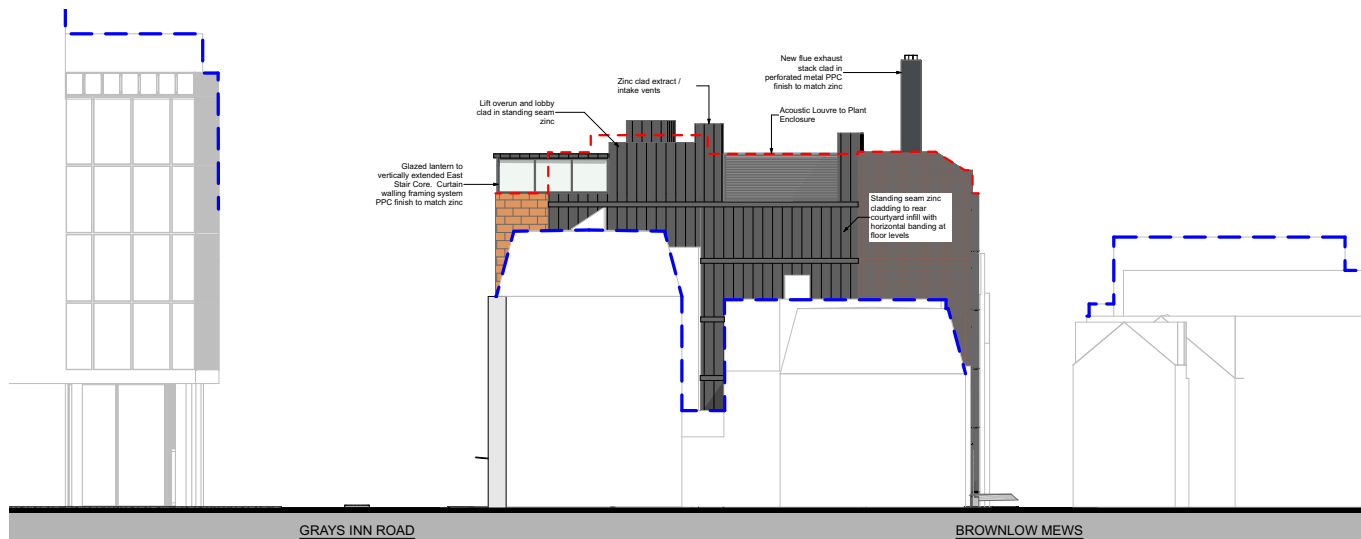 New flue exhaust
stack clad in
perforated metal PPC
finish to match zinc
Zinc clad extract /
intake vents
Lift overun and lobby
clad in standing seam
zinc
Acoustic Louvre to Plant
Enclosure
Glazed lantern to
vertically extended East
Stair Core. Curtain
walling framing system
PPC finish to match zinc
Standing seam zinc
cladding to rear
courtyard infill with
horizontal banding at
floor levels
GRAYS INN ROAD
BROWNLOW MEWS